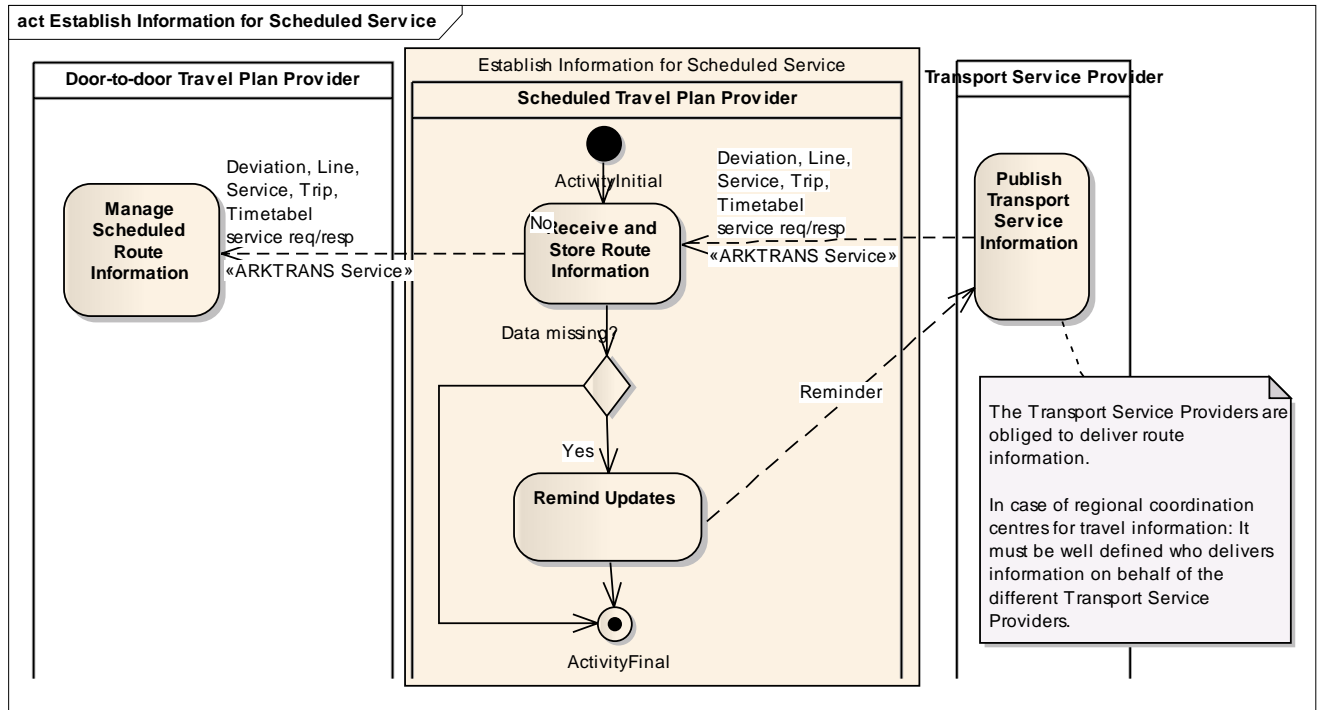 act Establish Information for Scheduled Service
Establish Information for Scheduled Service
Door-to-door Travel Plan Provider
Scheduled Travel Plan Provider
Transport Service Provider
ActivityInitial
Deviation, Line,
Service, Trip,
Timetabel
service req/resp
«ARKTRANS Service»
Manage
Scheduled
Route
Information
No
Receive and
Store Route
Information
Deviation, Line,
Service, Trip,
Timetabel
service req/resp
«ARKTRANS Service»
Publish
Transport
Service
Information
Data missing?
Reminder
Yes
Remind Updates
ActivityFinal
The Transport Service Providers are
obliged to deliver route
information.
In case of regional coordination
centres for travel information: It
must be well defined who delivers
information on behalf of the
different Transport Service
Providers.